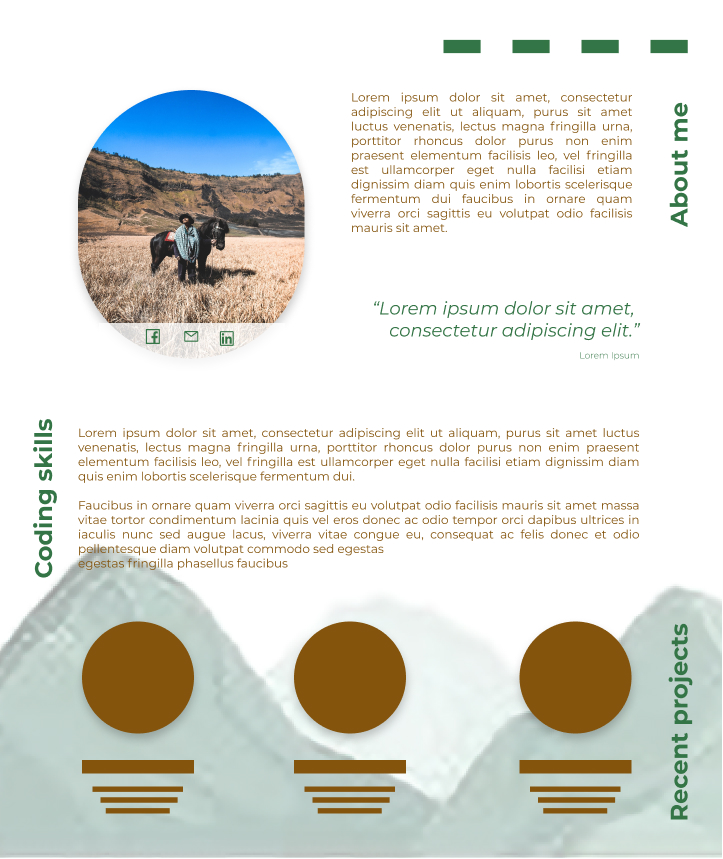 About me
Lorem ipsum dolor sit amet, consectetur
adipiscing elit ut aliquam, purus sit amet
luctus venenatis, lectus magna fringilla urna,
porttitor rhoncus dolor purus non enim
praesent elementum facilisis leo, vel fringilla
est ullamcorper eget nulla facilisi etiam
dignissim diam quis enim lobortis scelerisque
fermentum dui faucibus in ornare quam
viverra orci sagittis eu volutpat odio facilisis
mauris sit amet.
“Lorem ipsum dolor sit amet,
consectetur adipiscing elit.”
Lorem Ipsum
Coding skills
Lorem ipsum dolor sit amet, consectetur adipiscing elit ut aliquam, purus sit amet luctus
venenatis, lectus magna fringilla urna, porttitor rhoncus dolor purus non enim praesent
elementum facilisis leo, vel fringilla est ullamcorper eget nulla facilisi etiam dignissim diam
quis enim lobortis scelerisque fermentum dui.
Faucibus in ornare quam viverra orci sagittis eu volutpat odio facilisis mauris sit amet massa
vitae tortor condimentum lacinia quis vel eros donec ac odio tempor orci dapibus ultrices in
iaculis nunc sed augue lacus, viverra vitae congue eu, consequat ac felis donec et odio
pellentesque diam volutpat commodo sed egestas
egestas fringilla phasellus faucibus
Recent projects